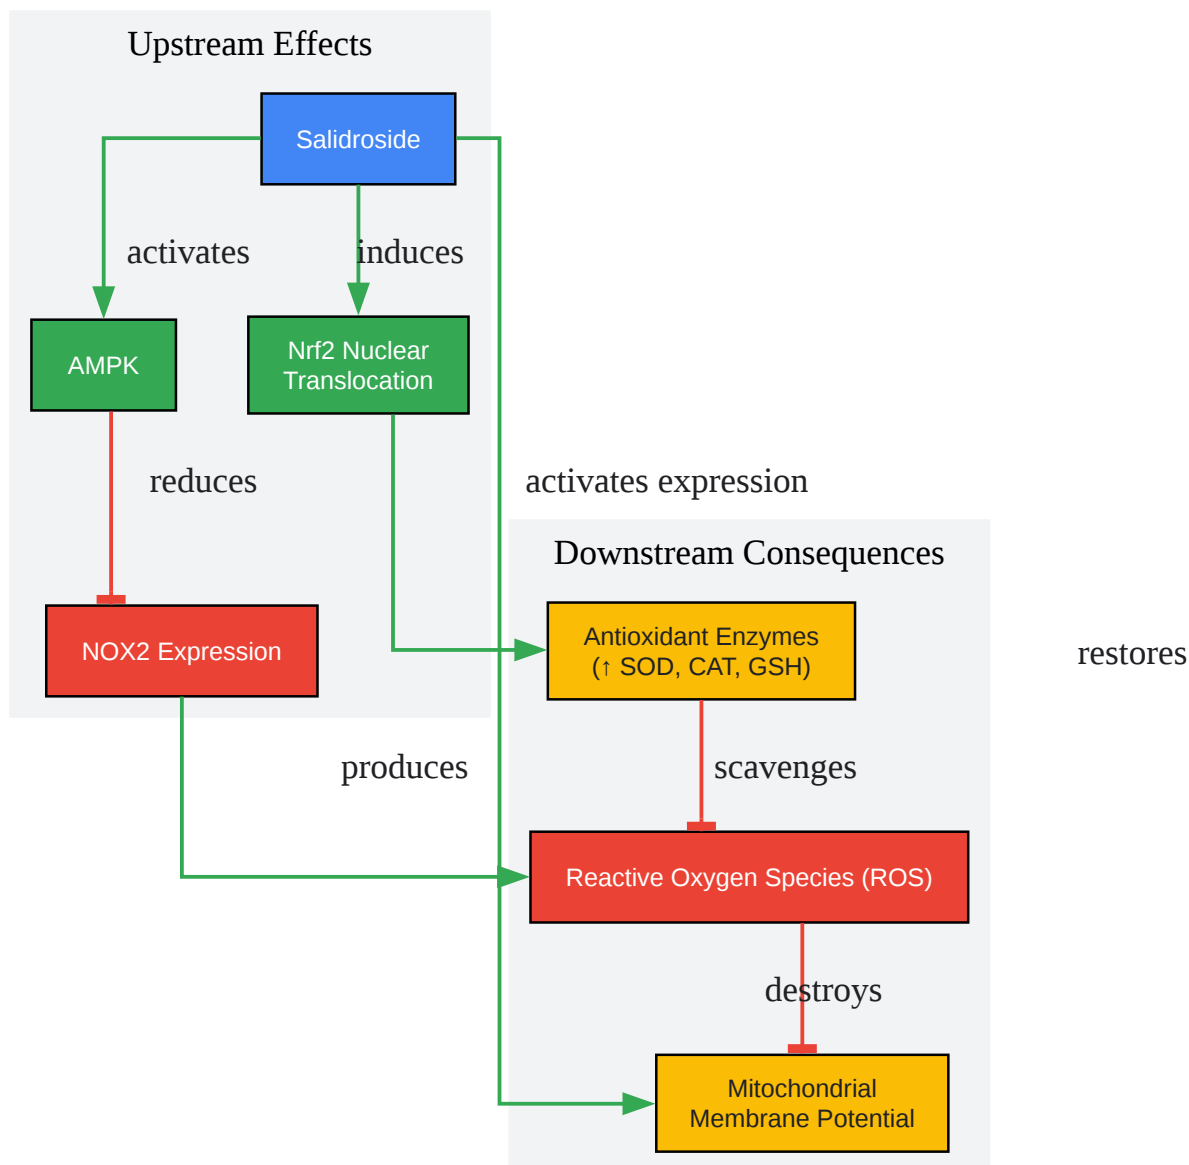 Upstream Effects
Salidroside
activates
induces
AMPK
Nrf2 Nuclear
Translocation
reduces
activates expression
Downstream Consequences
NOX2 Expression
Antioxidant Enzymes
(↑ SOD, CAT, GSH)
restores
produces
scavenges
Reactive Oxygen Species (ROS)
destroys
Mitochondrial
Membrane Potential